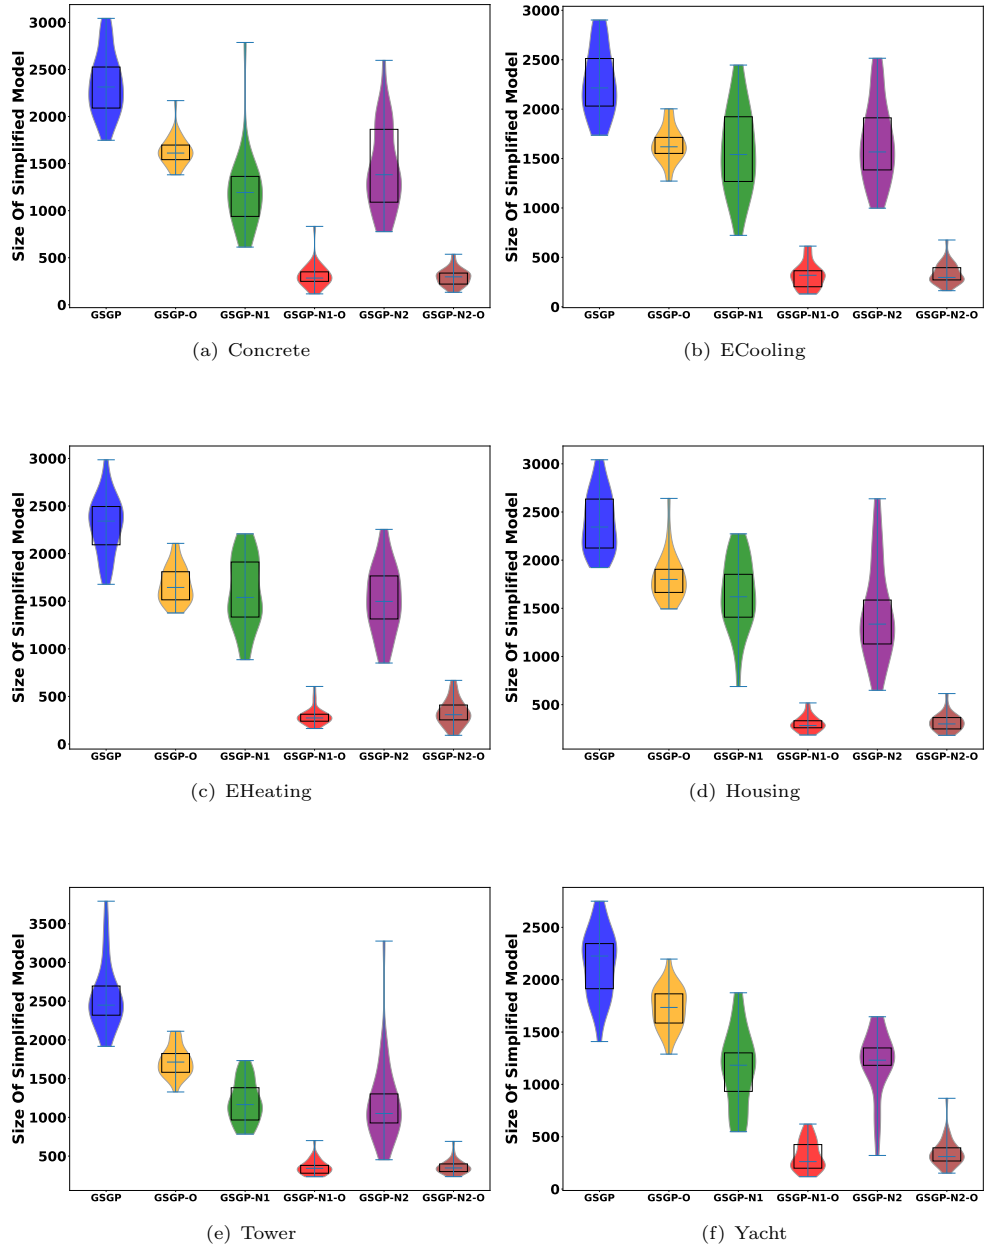 Size Of Simplified Model
3000
2500
2000
1500
1000
500
0
GSGP GSGP-O GSGP-N1 GSGP-N1-O GSGP-N2 GSGP-N2-O
(a) Concrete
Size Of Simplified Model
3000
2500
2000
1500
1000
500
0
GSGP GSGP-O GSGP-N1 GSGP-N1-O GSGP-N2 GSGP-N2-O
(b) ECooling
Size Of Simplified Model
3000
2500
2000
1500
1000
500
0
GSGP GSGP-O GSGP-N1 GSGP-N1-O GSGP-N2 GSGP-N2-O
(c) EHeating
Size Of Simplified Model
3000
2500
2000
1500
1000
500
GSGP GSGP-O GSGP-N1 GSGP-N1-O GSGP-N2 GSGP-N2-O
(d) Housing
Size Of Simplified Model
3500
3000
2500
2000
1500
1000
500
GSGP GSGP-O GSGP-N1 GSGP-N1-O GSGP-N2 GSGP-N2-O
(e) Tower
Size Of Simplified Model
2500
2000
1500
1000
500
0
GSGP GSGP-O GSGP-N1 GSGP-N1-O GSGP-N2 GSGP-N2-O
(f) Yacht